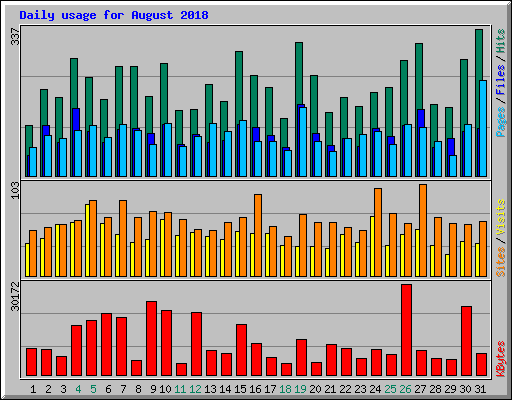 Daily usage for August 2018
337
Pages / Files / Hits
103
Sites / Visits
30172
KBytes
1 2 3 4 5 6 7 8 9 10 11 12 13 14 15 16 17 18 19 20 21 22 23 24 25 26 27 28 29 30 31